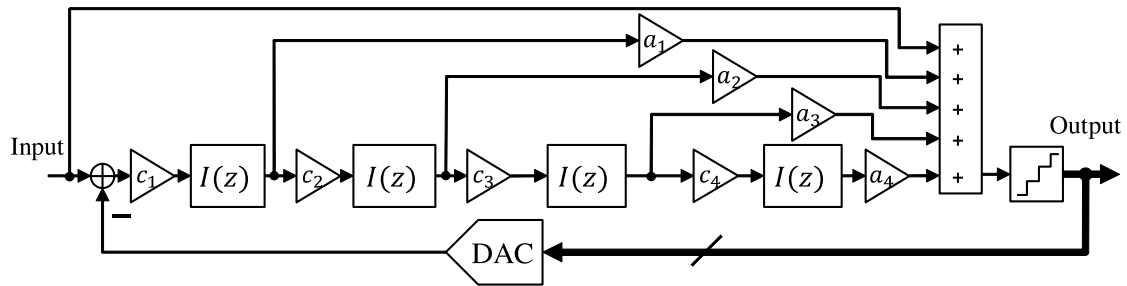 a₁
+
+
a₂
+
a₃
+
Output
Input
c₁
I(z)
c₂
I(z)
c₃
I(z)
c₄
I(z)
a₄
+
−
DAC